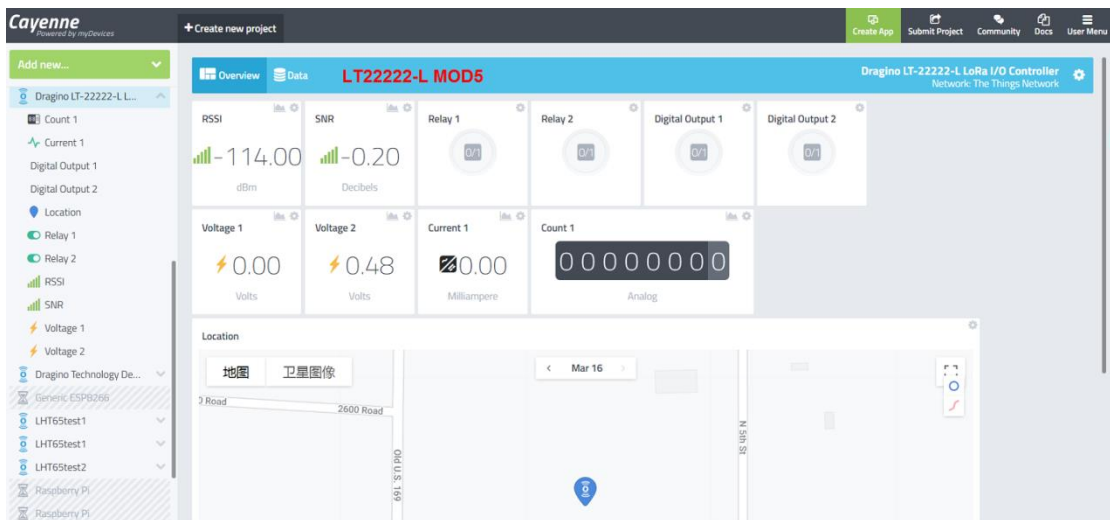 Cayenne
Powered by myDevices
+ Create new project
Create App
Submit Project
Community
Docs
User Menu
Add new...
Dragino LT-22222-L L...
Count 1
Current 1
Digital Output 1
Digital Output 2
Location
Relay 1
Relay 2
RSSI
SNR
Voltage 1
Voltage 2
Dragino Technology De...
Generic ESP8266
LHT65test1
LHT65test1
LHT65test2
Raspberry Pi
Raspberry Pi
Overview
Data
LT22222-L MOD5
Dragino LT-22222-L LoRa I/O Controller
Network: The Things Network
RSSI
-114.00
dBm
SNR
-0.20
Decibels
Relay 1
0/1
Relay 2
0/1
Digital Output 1
0/1
Digital Output 2
0/1
Voltage 1
0.00
Volts
Voltage 2
0.48
Volts
Current 1
0.00
Milliampere
Count 1
00000000
Analog
Location
地图
卫星图像
Mar 16
Road
2600 Road
Old U.S. 169
N 5th St